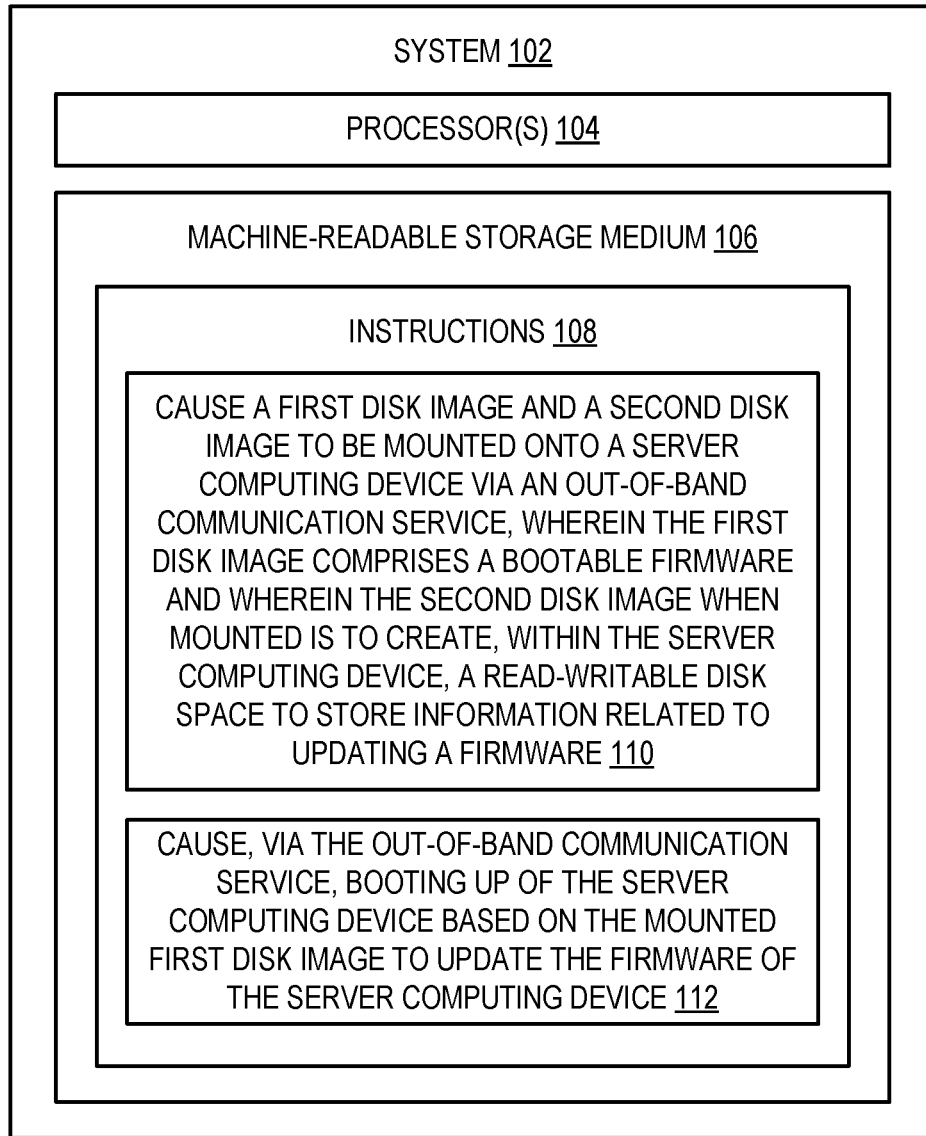 SYSTEM 102
PROCESSOR(S) 104
MACHINE-READABLE STORAGE MEDIUM 106
INSTRUCTIONS 108
CAUSE A FIRST DISK IMAGE AND A SECOND DISK
IMAGE TO BE MOUNTED ONTO A SERVER
COMPUTING DEVICE VIA AN OUT-OF-BAND
COMMUNICATION SERVICE, WHEREIN THE FIRST
DISK IMAGE COMPRISES A BOOTABLE FIRMWARE
AND WHEREIN THE SECOND DISK IMAGE WHEN
MOUNTED IS TO CREATE, WITHIN THE SERVER
COMPUTING DEVICE, A READ-WRITABLE DISK
SPACE TO STORE INFORMATION RELATED TO
UPDATING A FIRMWARE 110
CAUSE, VIA THE OUT-OF-BAND COMMUNICATION
SERVICE, BOOTING UP OF THE SERVER
COMPUTING DEVICE BASED ON THE MOUNTED
FIRST DISK IMAGE TO UPDATE THE FIRMWARE OF
THE SERVER COMPUTING DEVICE 112